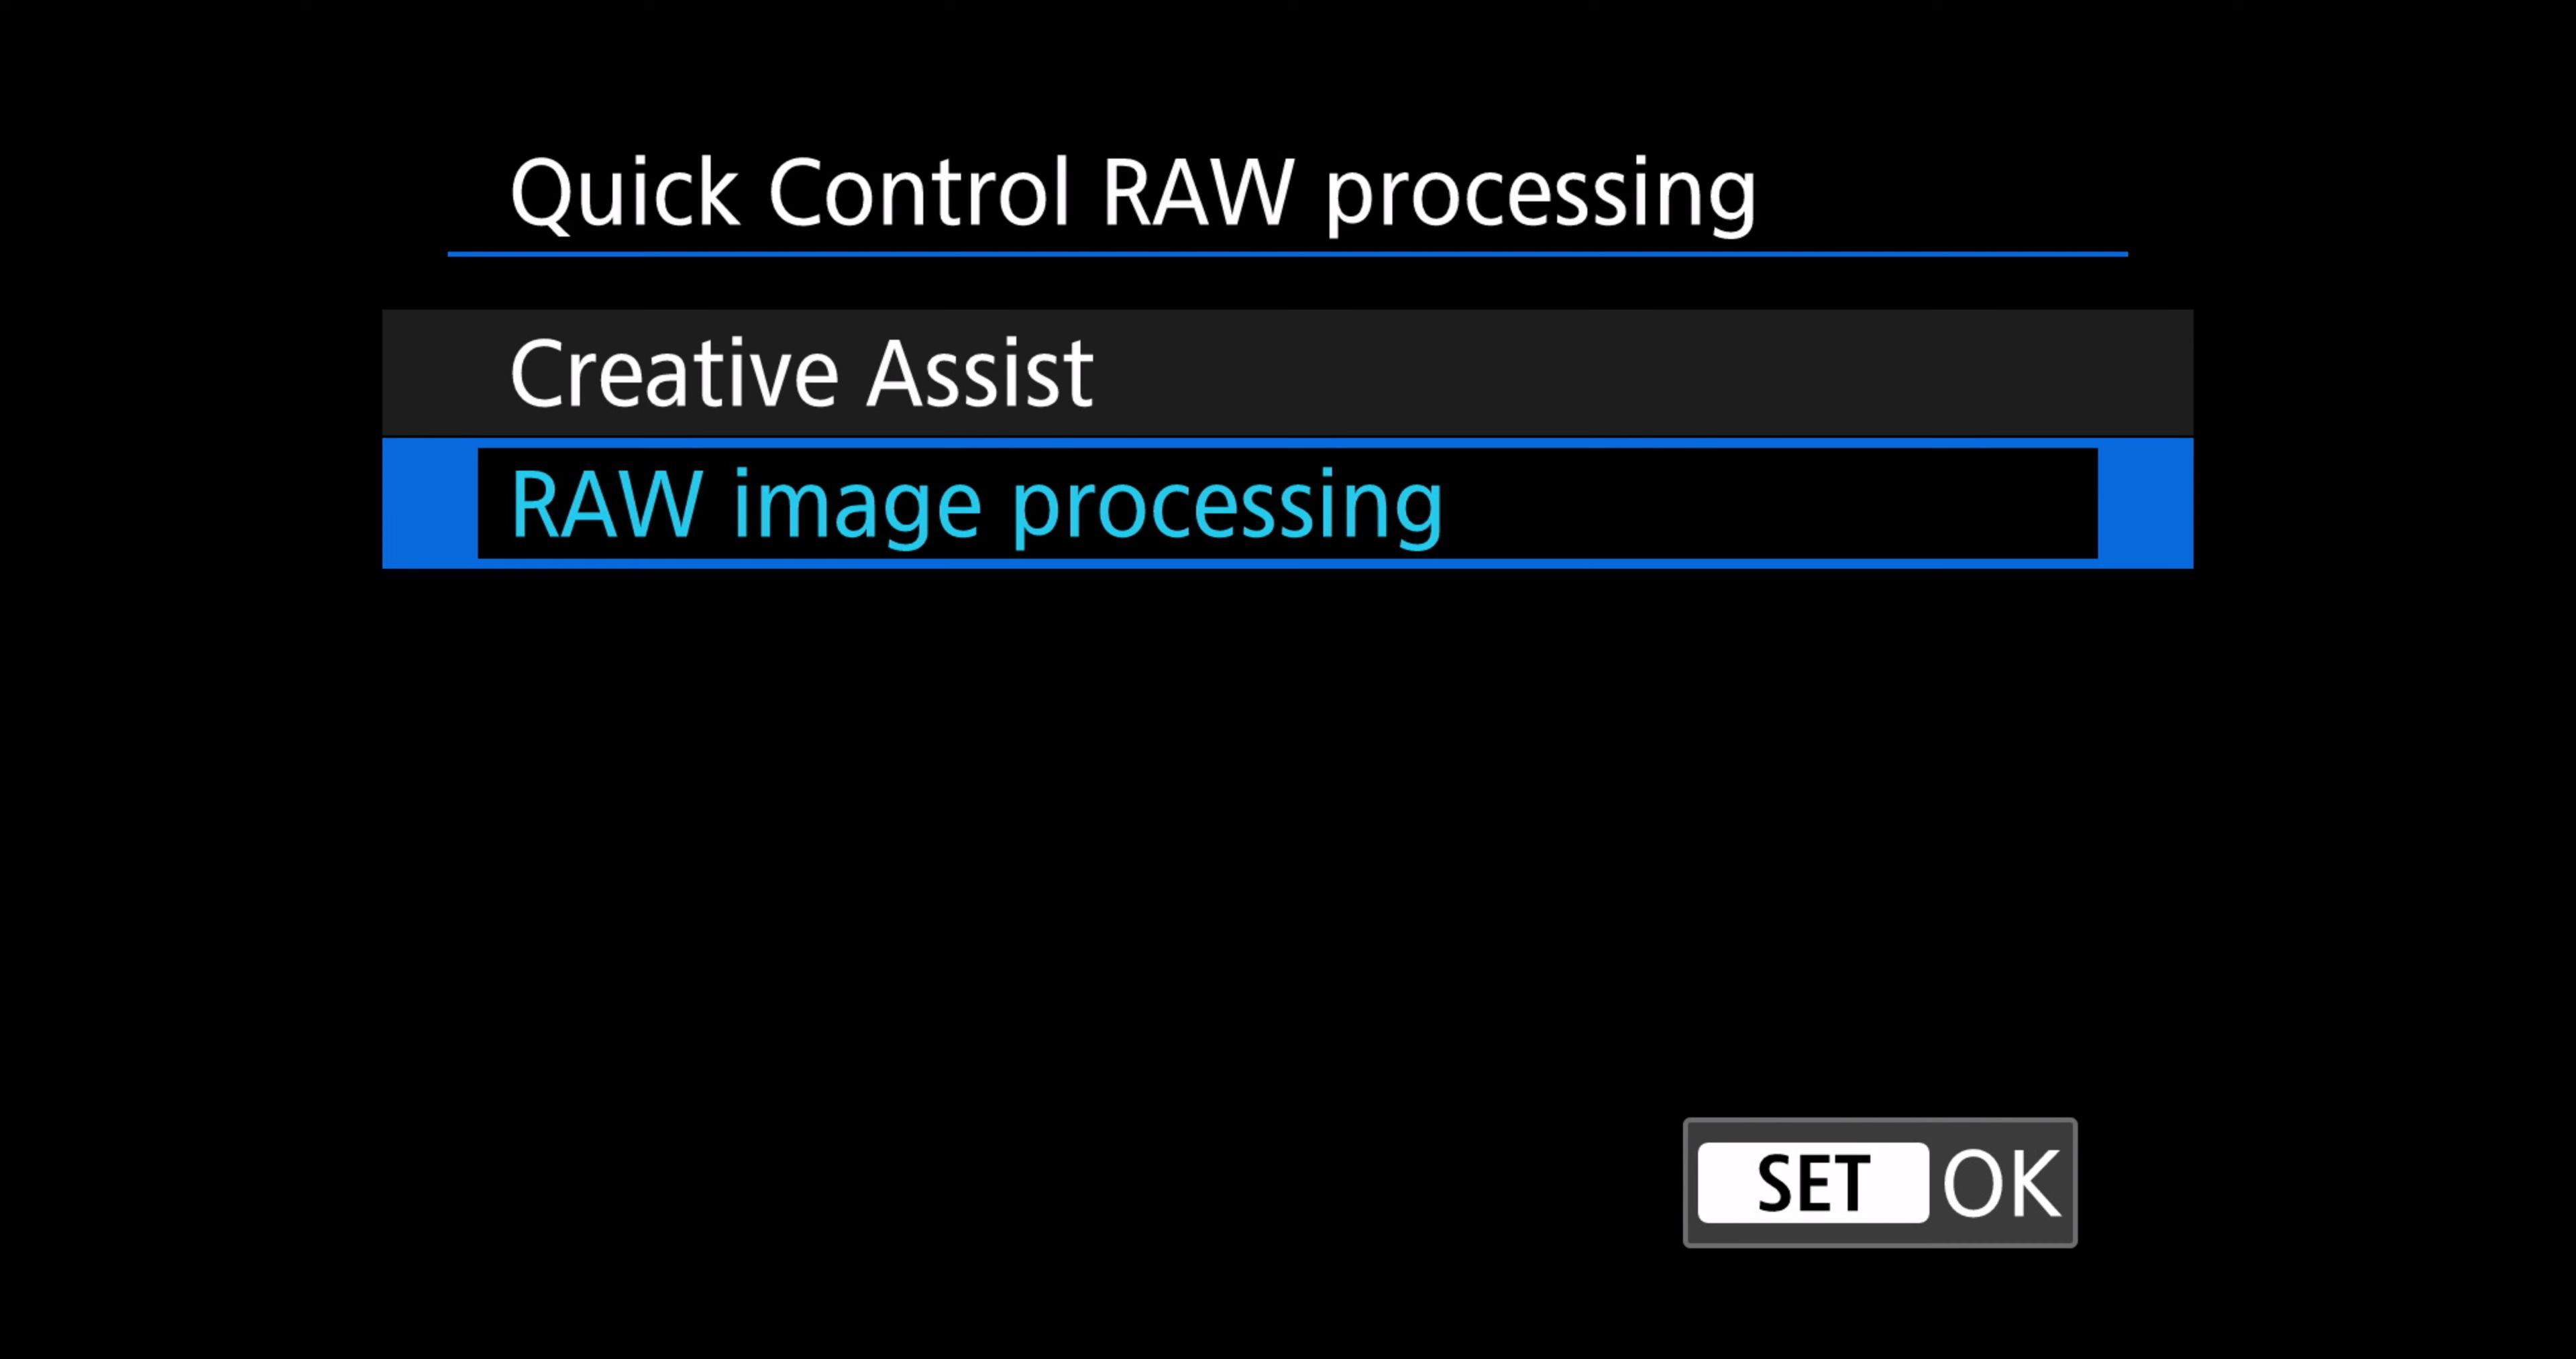 Quick Control RAW processing
Creative Assist
RAW image processing
SET OK